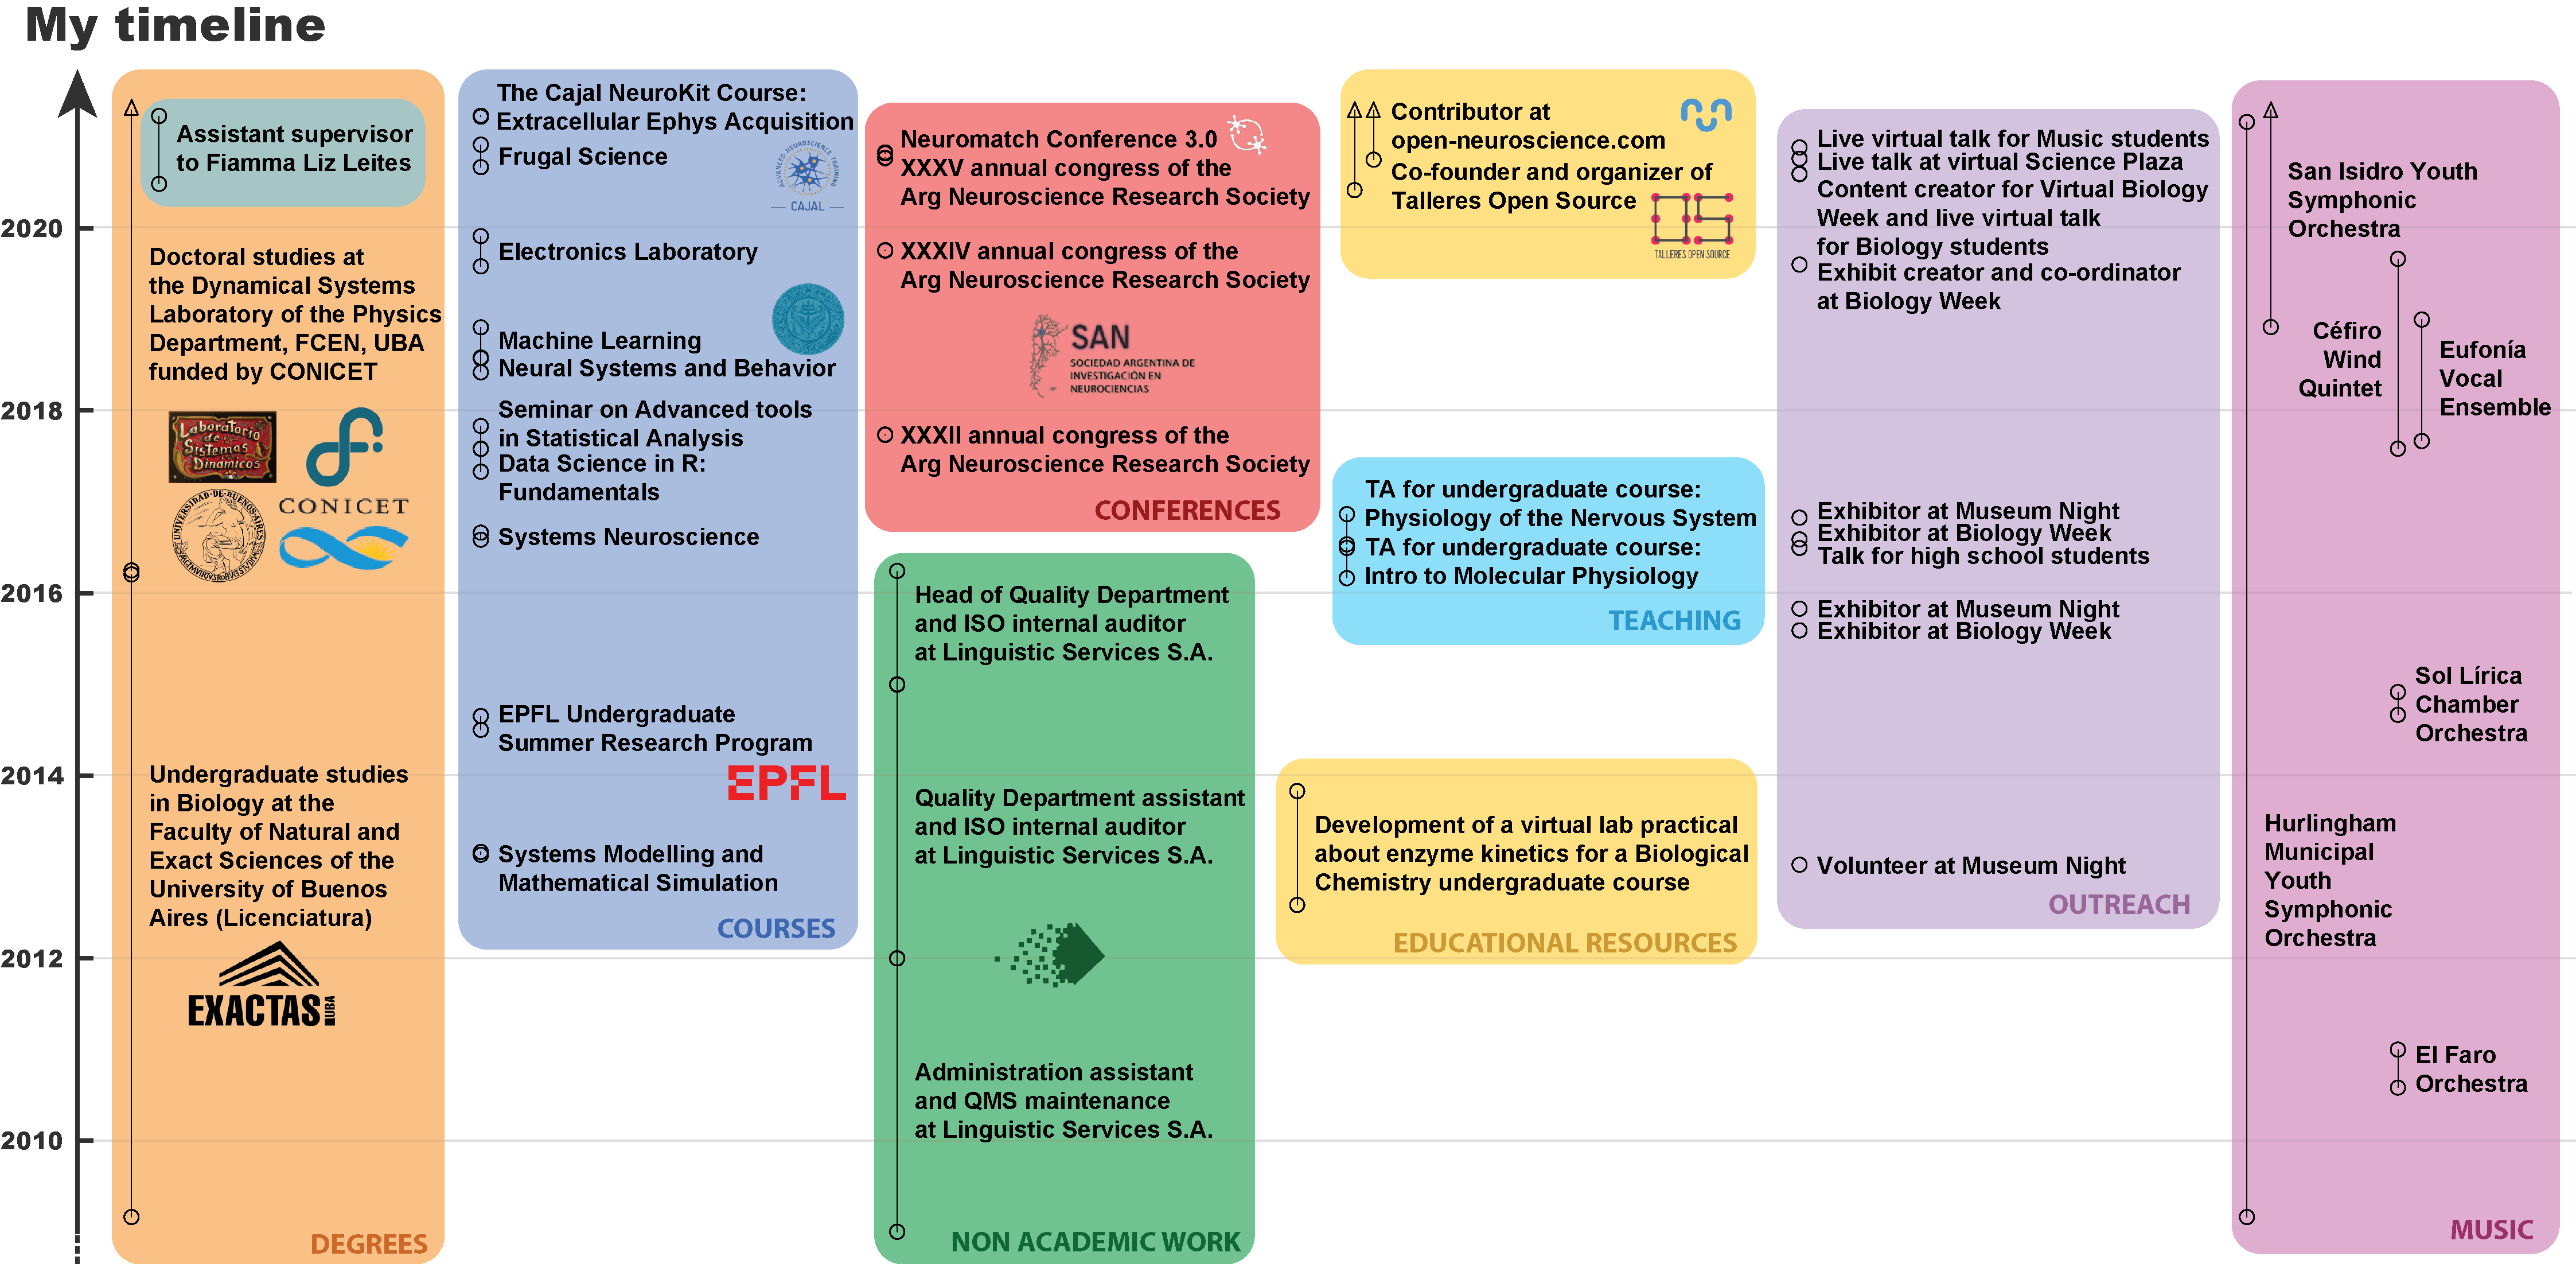 My timeline
2020
2018
2016
2014
2012
2010
Assistant supervisor
to Fiamma Liz Leites
Doctoral studies at
the Dynamical Systems
Laboratory of the Physics
Department, FCEN, UBA
funded by CONICET
Laboratorio
de
Sistemas
Dinámicos
CONICET
Undergraduate studies
in Biology at the
Faculty of Natural and
Exact Sciences of the
University of Buenos
Aires (Licenciatura)
EXACTAS
UBA
DEGREES
The Cajal NeuroKit Course:
Extracellular Ephys Acquisition
Frugal Science
ADVANCED NEUROSCIENCE TRAINING
CAJAL
Electronics Laboratory
Machine Learning
Neural Systems and Behavior
Seminar on Advanced tools
in Statistical Analysis
Data Science in R:
Fundamentals
Systems Neuroscience
EPFL Undergraduate
Summer Research Program
EPFL
Systems Modelling and
Mathematical Simulation
COURSES
Neuromatch Conference 3.0
XXXV annual congress of the
Arg Neuroscience Research Society
XXXIV annual congress of the
Arg Neuroscience Research Society
SAN
SOCIEDAD ARGENTINA DE
INVESTIGACIÓN EN
NEUROCIENCIAS
XXXII annual congress of the
Arg Neuroscience Research Society
CONFERENCES
Head of Quality Department
and ISO internal auditor
at Linguistic Services S.A.
Quality Department assistant
and ISO internal auditor
at Linguistic Services S.A.
Administration assistant
and QMS maintenance
at Linguistic Services S.A.
NON ACADEMIC WORK
Contributor at
open-neuroscience.com
Co-founder and organizer of
Talleres Open Source
TALLERES OPEN SOURCE
TA for undergraduate course:
Physiology of the Nervous System
TA for undergraduate course:
Intro to Molecular Physiology
TEACHING
Development of a virtual lab practical
about enzyme kinetics for a Biological
Chemistry undergraduate course
EDUCATIONAL RESOURCES
Live virtual talk for Music students
Live talk at virtual Science Plaza
Content creator for Virtual Biology
Week and live virtual talk
for Biology students
Exhibit creator and co-ordinator
at Biology Week
Exhibitor at Museum Night
Exhibitor at Biology Week
Talk for high school students
Exhibitor at Museum Night
Exhibitor at Biology Week
Volunteer at Museum Night
OUTREACH
San Isidro Youth
Symphonic
Orchestra
Céfiro
Wind
Quintet
Eufonía
Vocal
Ensemble
Sol Lírica
Chamber
Orchestra
Hurlingham
Municipal
Youth
Symphonic
Orchestra
El Faro
Orchestra
MUSIC